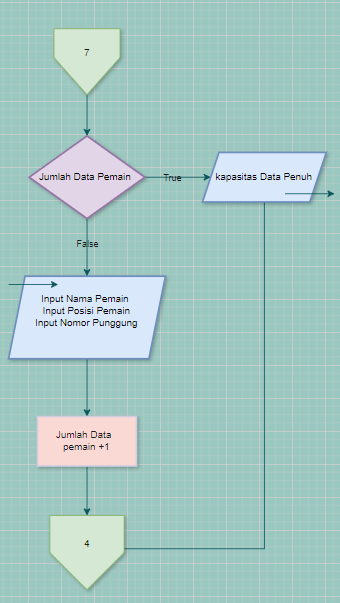 7
Jumlah Data Pemain
True
kapasitas Data Penuh
False
Input Nama Pemain
Input Posisi Pemain
Input Nomor Punggung
Jumlah Data
pemain +1
4